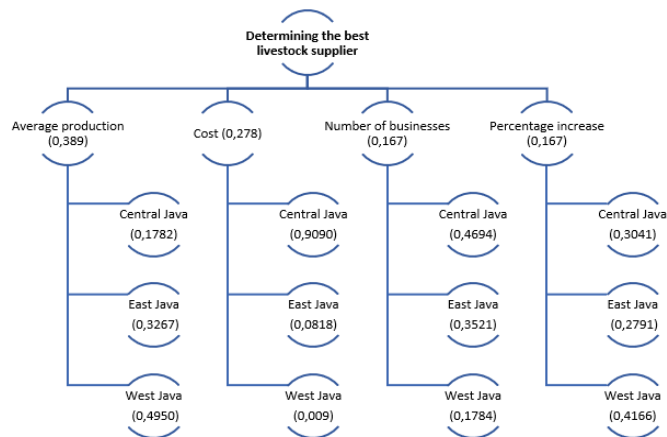 Determining the best
livestock supplier
Average production
(0,389)
Cost (0,278)
Number of businesses
(0,167)
Percentage increase
(0,167)
Central Java
(0,1782)
Central Java
(0,9090)
Central Java
(0,4694)
Central Java
(0,3041)
East Java
(0,3267)
East Java
(0,0818)
East Java
(0,3521)
East Java
(0,2791)
West Java
(0,4950)
West Java
(0,009)
West Java
(0,1784)
West Java
(0,4166)